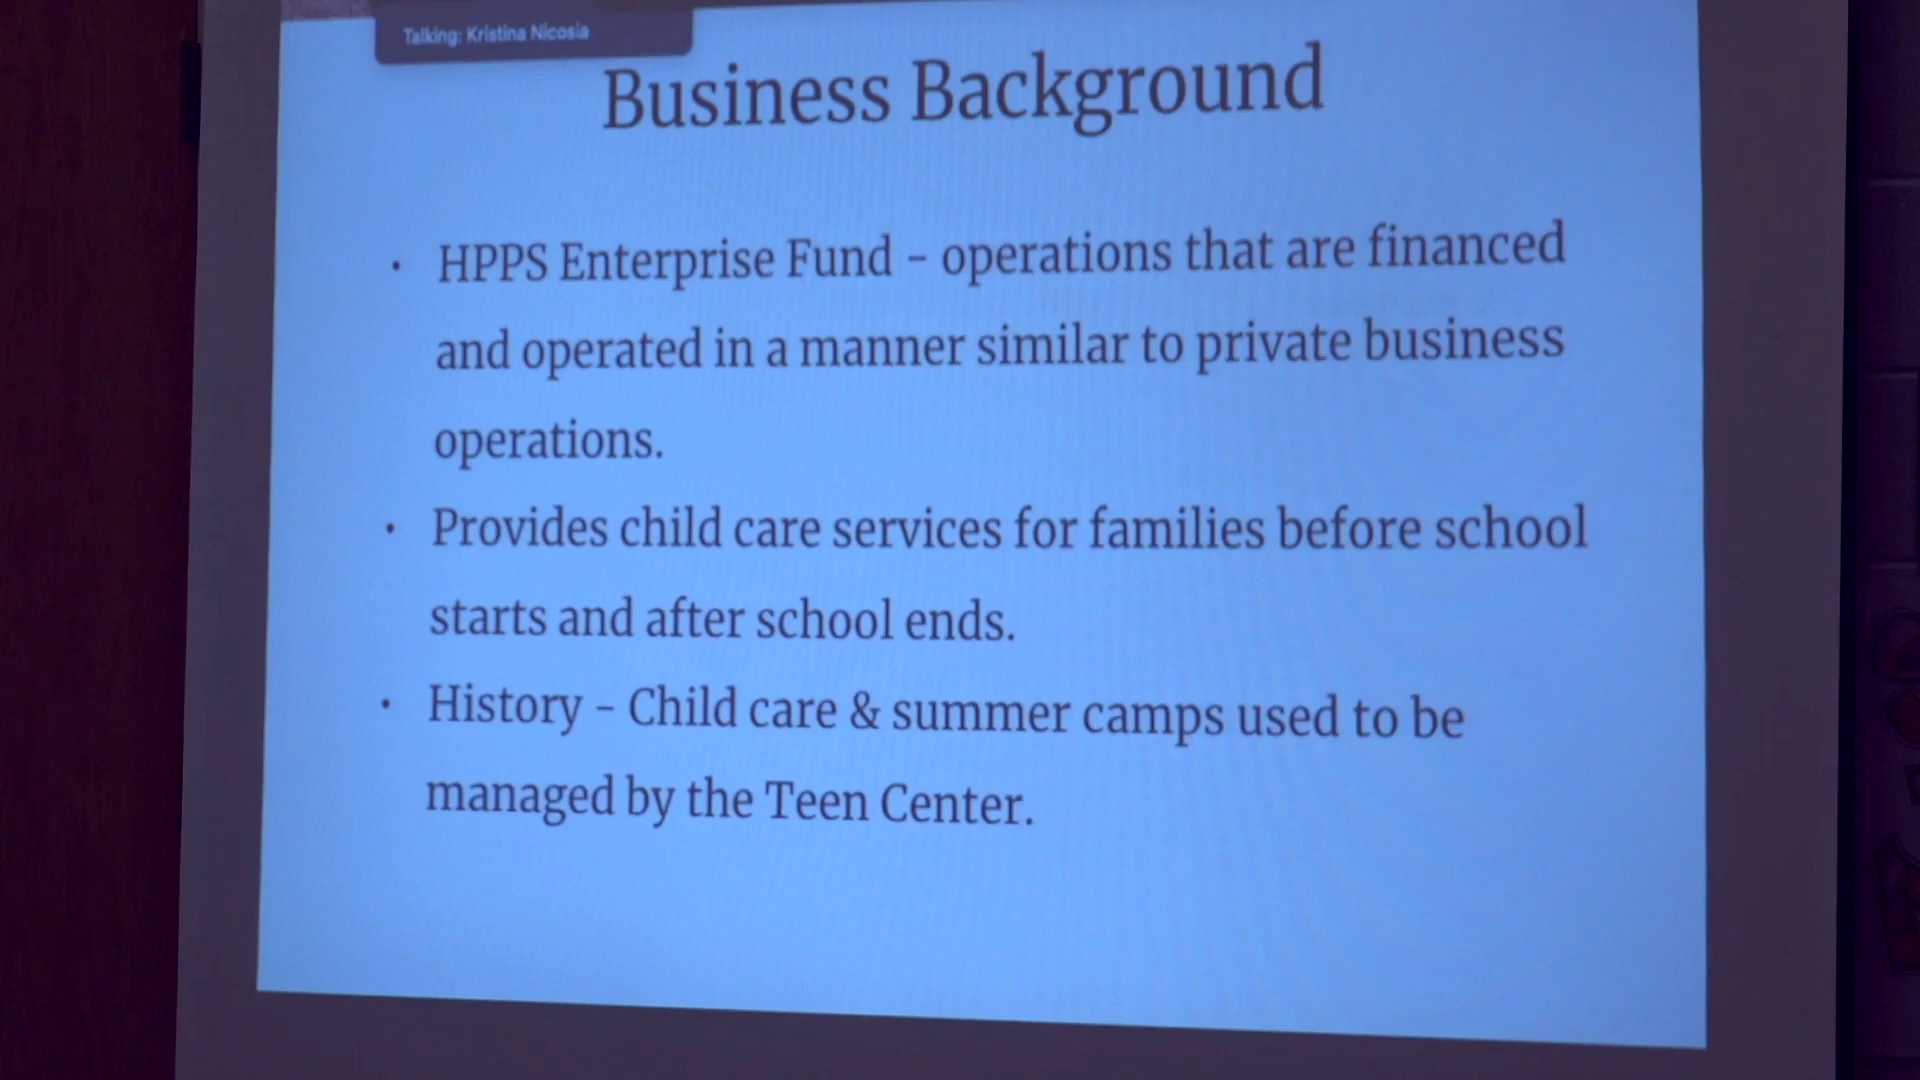 Talking: Kristina Nicosia
Business Background
· HPPS Enterprise Fund – operations that are financed
and operated in a manner similar to private business
operations.
· Provides child care services for families before school
starts and after school ends.
· History – Child care & summer camps used to be
managed by the Teen Center.